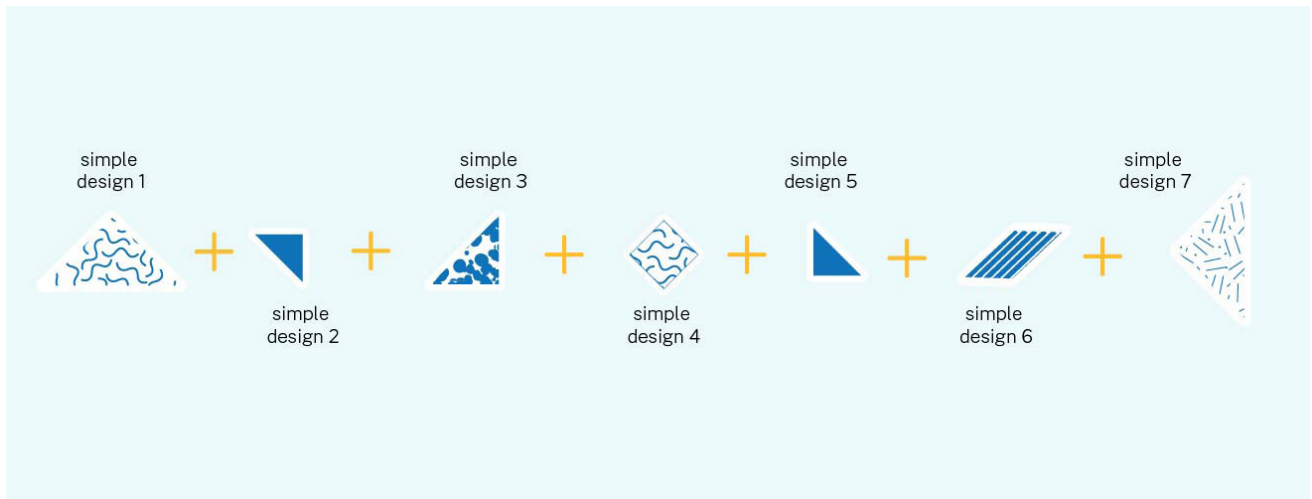 simple
design 1
simple
design 2
simple
design 3
simple
design 4
simple
design 5
simple
design 6
simple
design 7